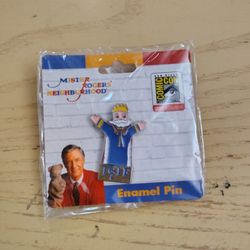 MISTER
ROGERS'
NEIGHBORHOOD
COMIC
CON
Enamel Pin